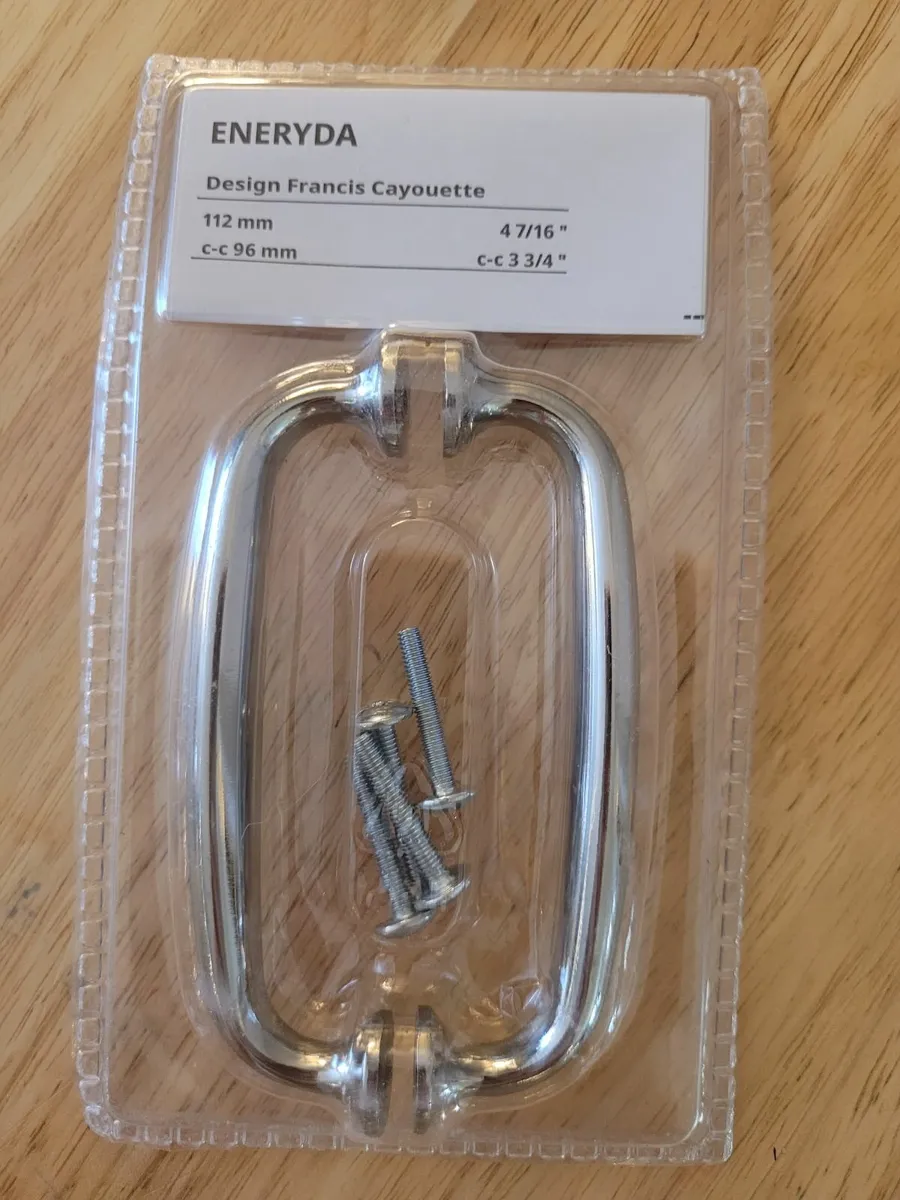 ENERYDA
Design Francis Cayouette
112 mm 4 7/16 "
c-c 96 mm c-c 3 3/4 "